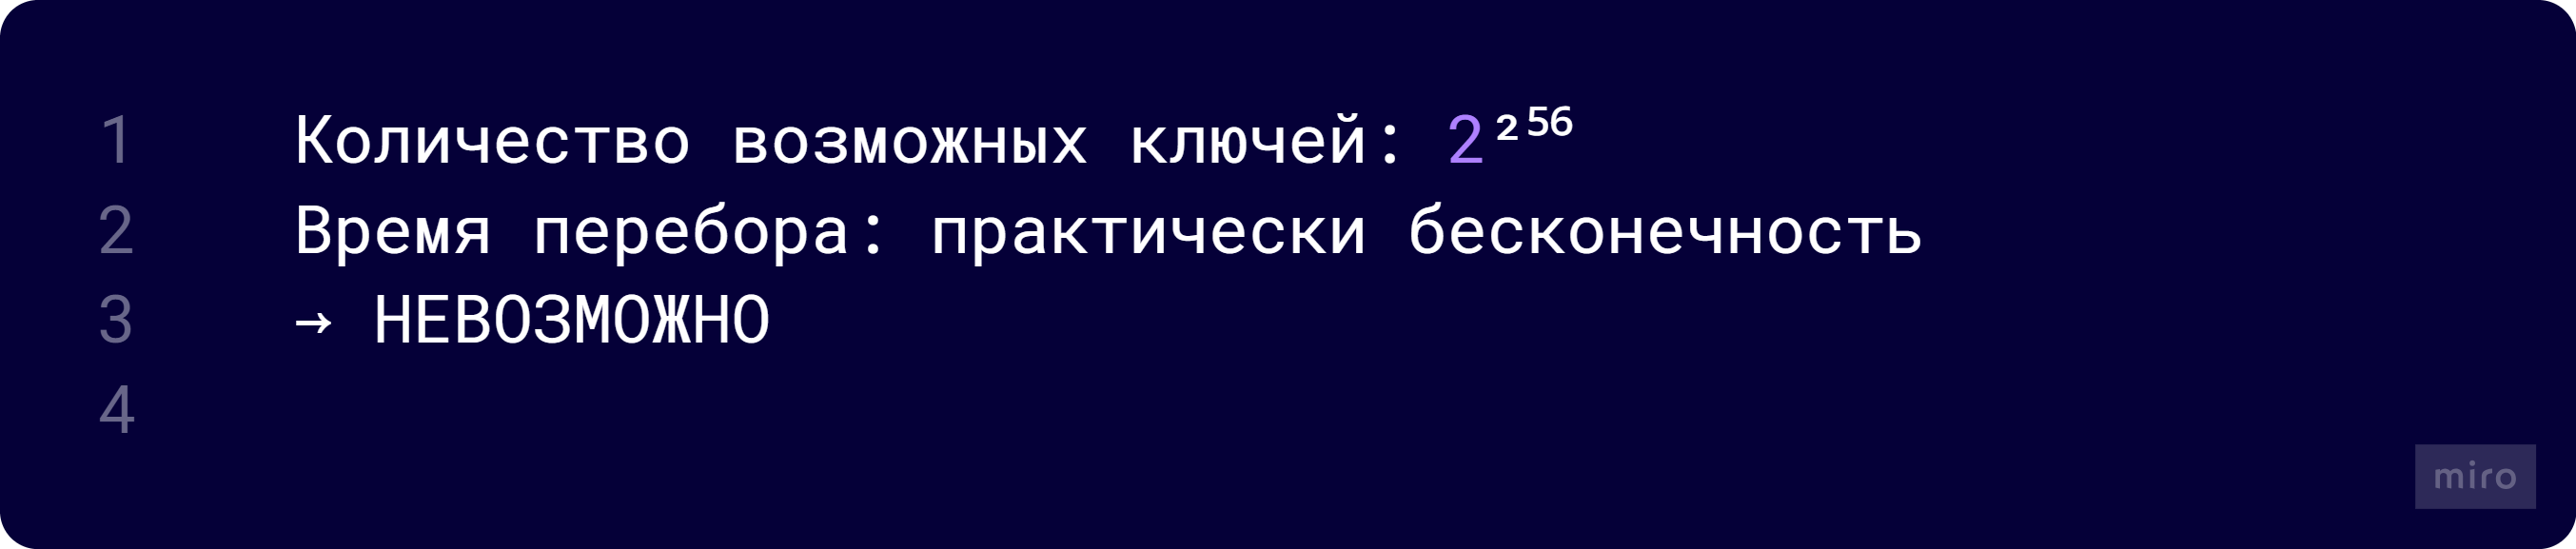 1 Количество возможных ключей: 2²⁵⁶
2 Время перебора: практически бесконечность
3 → НЕВОЗМОЖНО
4
miro